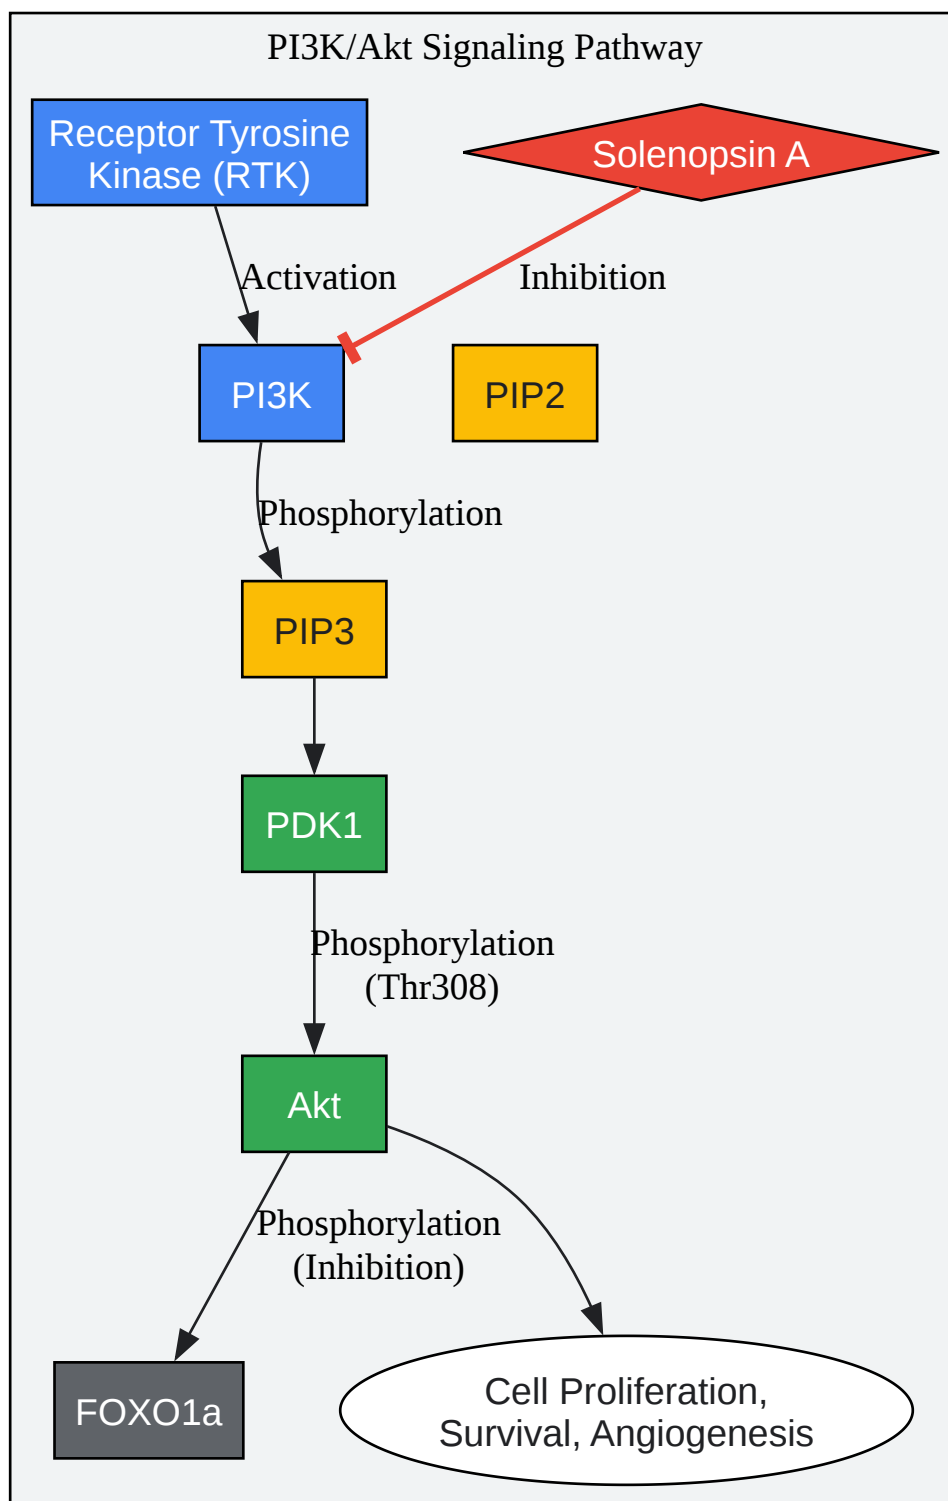 PI3K/Akt Signaling Pathway
Receptor Tyrosine
Kinase (RTK)
Solenopsin A
Activation
Inhibition
PI3K
PIP2
Phosphorylation
PIP3
PDK1
Phosphorylation
(Thr308)
Akt
Phosphorylation
(Inhibition)
FOXO1a
Cell Proliferation,
Survival, Angiogenesis